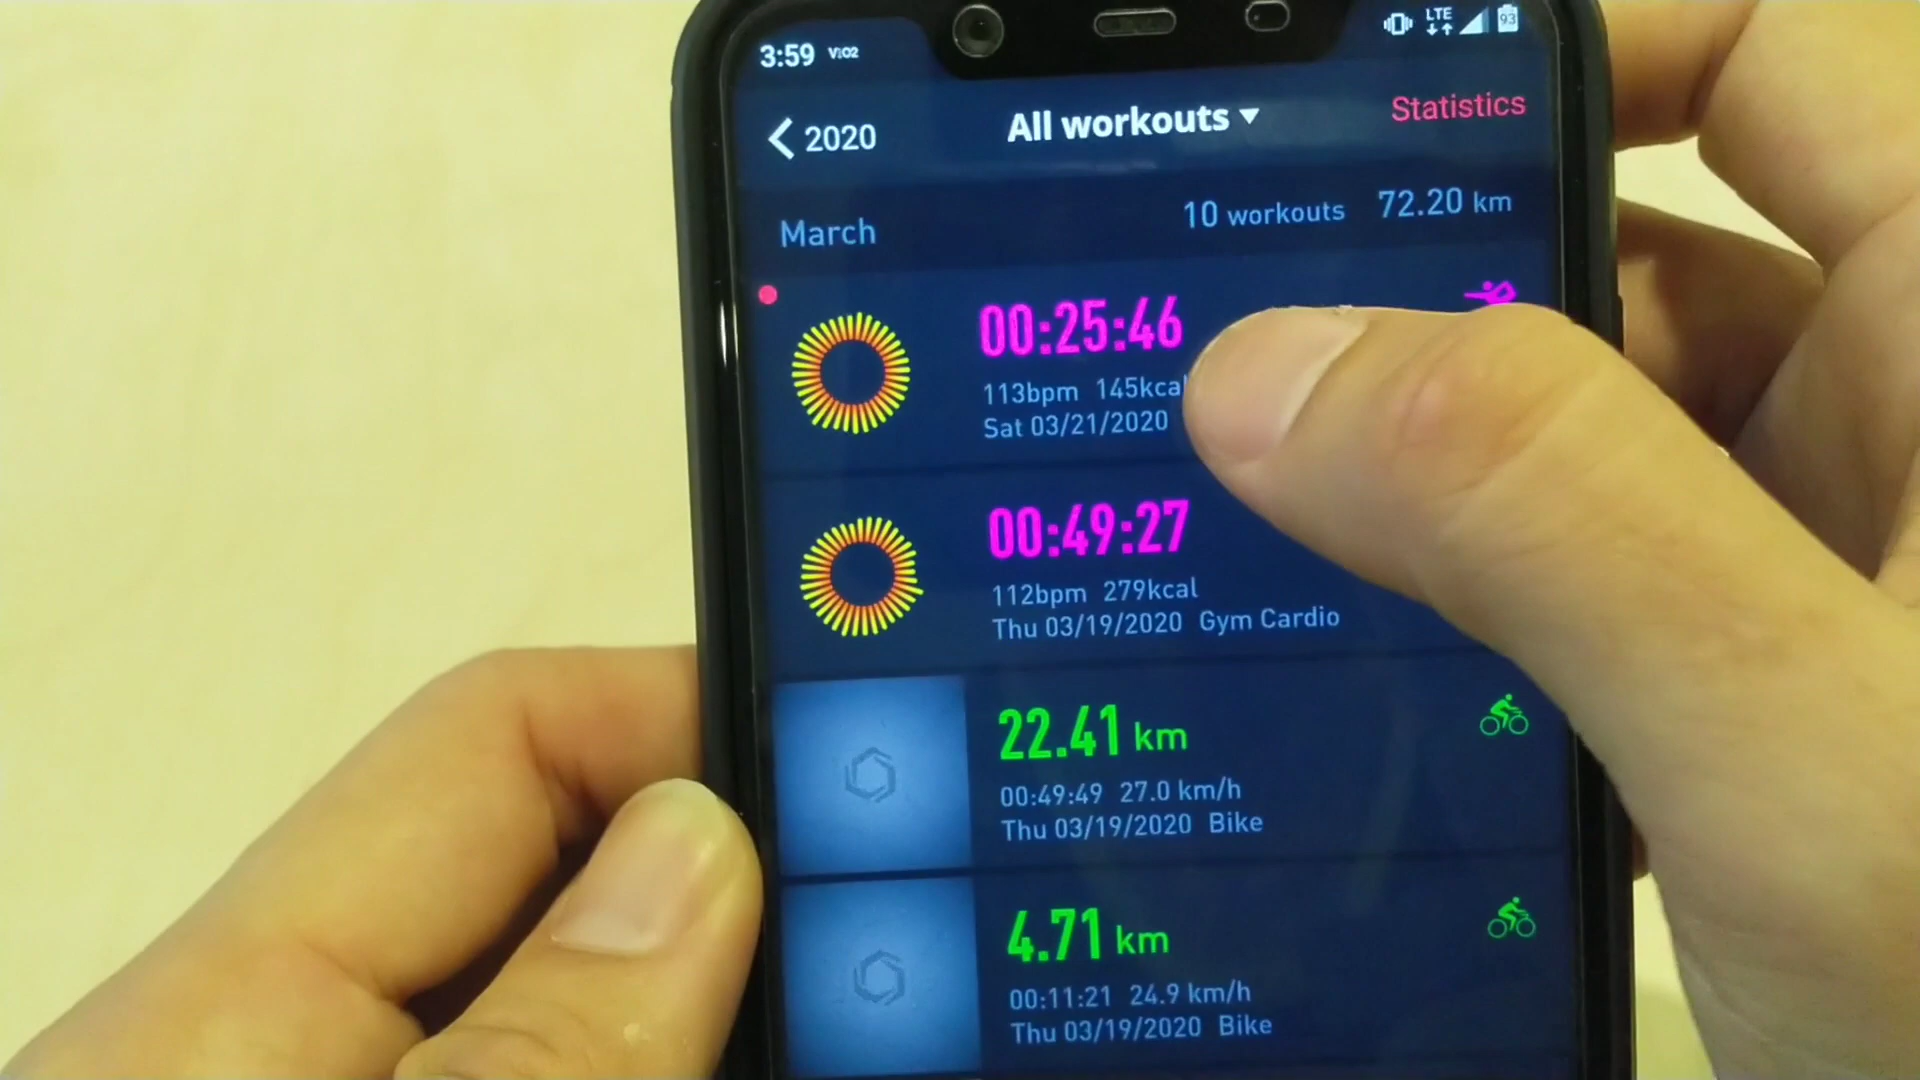 3:59 LTE 93
2020 All workouts Statistics
March 10 workouts 72.20 km
00:25:46
113bpm 145kcal
Sat 03/21/2020
00:49:27
112bpm 279kcal
Thu 03/19/2020 Gym Cardio
22.41 km
00:49:49 27.0 km/h
Thu 03/19/2020 Bike
4.71 km
00:11:21 24.9 km/h
Thu 03/19/2020 Bike